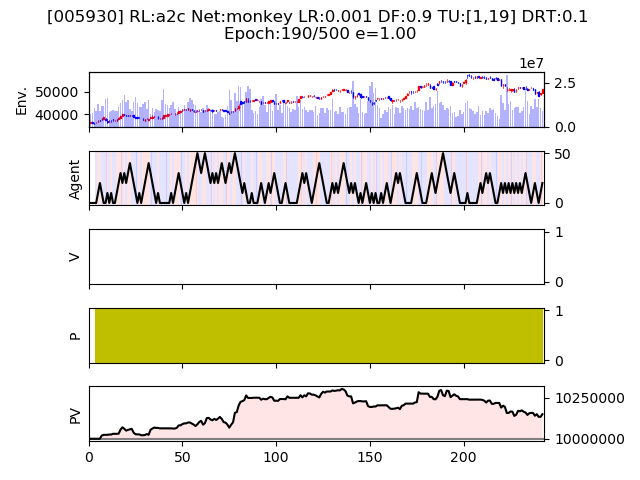 [005930] RL:a2c Net:monkey LR:0.001 DF:0.9 TU:[1,19] DRT:0.1
Epoch:190/500 e=1.00
1e7
Env.
50000
40000
2.5
0.0
Agent
50
0
V
1
0
P
1
0
PV
10250000
10000000
0 50 100 150 200